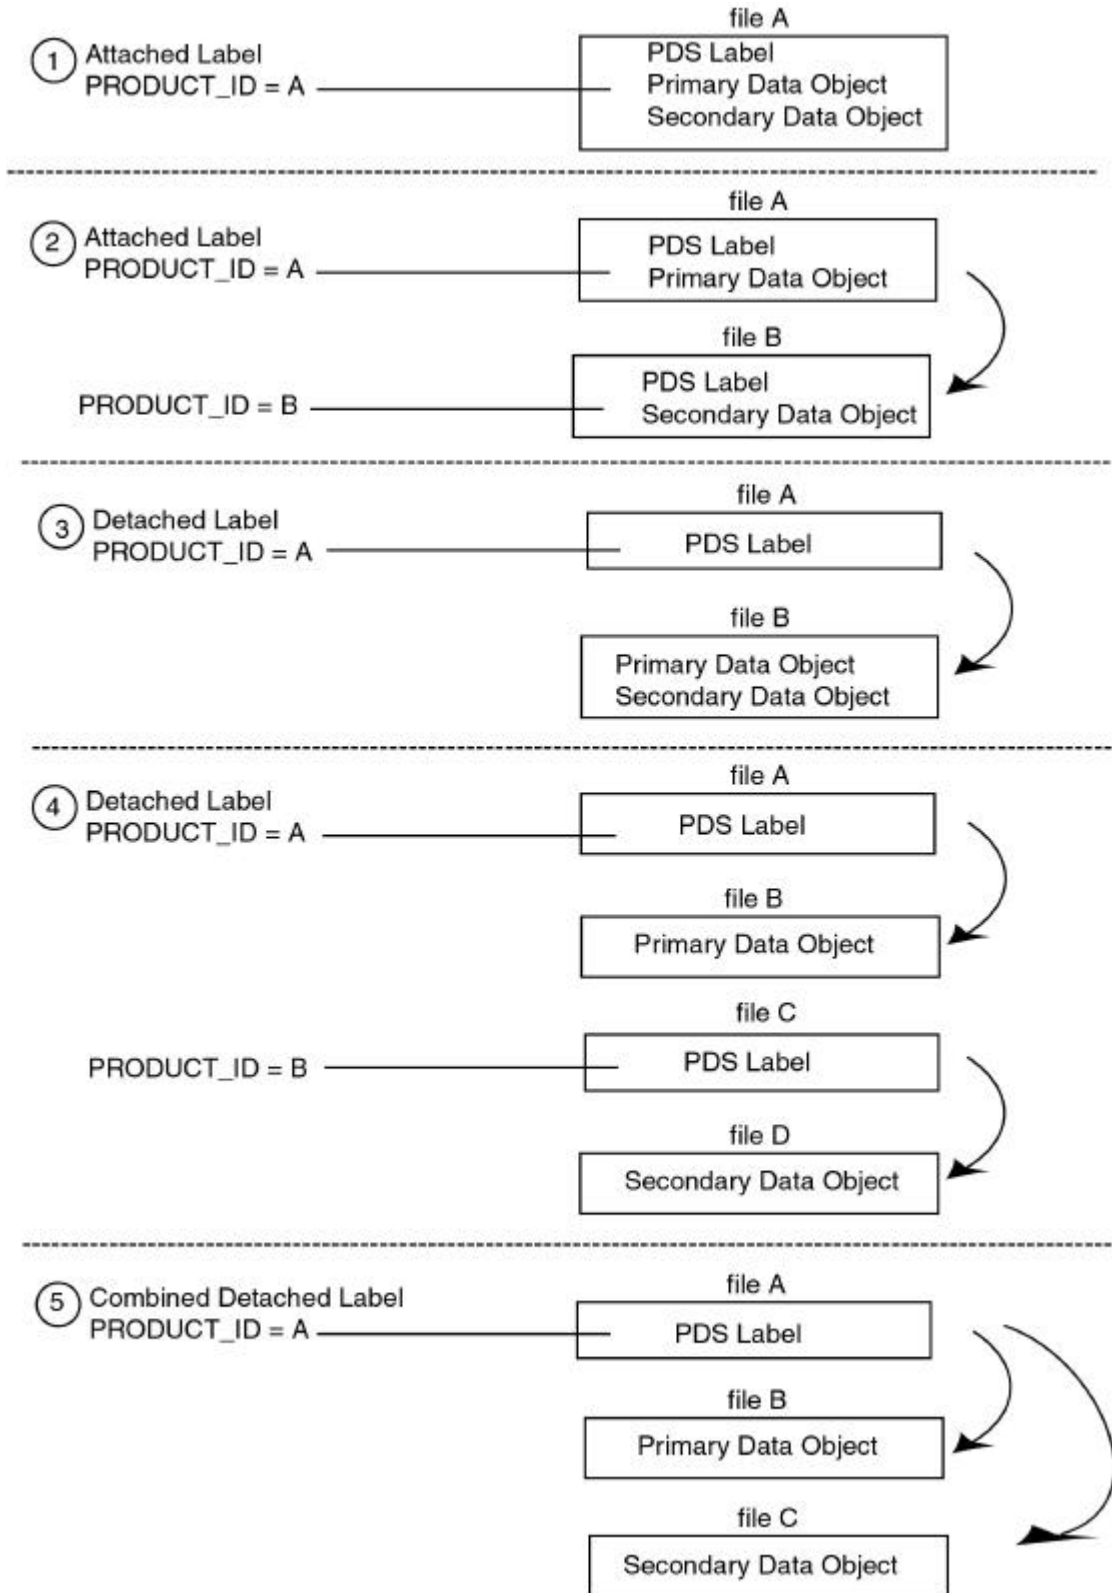 file A
1 Attached Label
PRODUCT_ID = A
PDS Label
Primary Data Object
Secondary Data Object
file A
2 Attached Label
PRODUCT_ID = A
PDS Label
Primary Data Object
file B
PRODUCT_ID = B
PDS Label
Secondary Data Object
file A
3 Detached Label
PRODUCT_ID = A
PDS Label
file B
Primary Data Object
Secondary Data Object
file A
4 Detached Label
PRODUCT_ID = A
PDS Label
file B
Primary Data Object
file C
PRODUCT_ID = B
PDS Label
file D
Secondary Data Object
file A
5 Combined Detached Label
PRODUCT_ID = A
PDS Label
file B
Primary Data Object
file C
Secondary Data Object